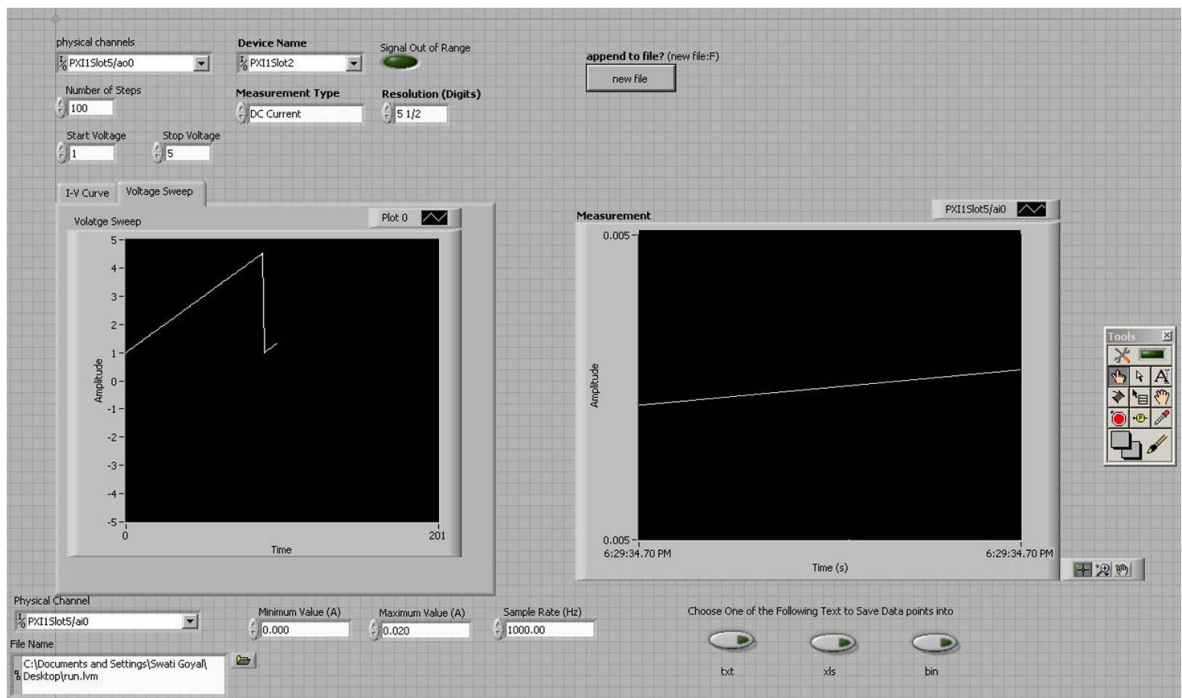 physical channels
PXI1Slot5/ao0
Device Name
PXI1Slot2
Signal Out of Range
append to file? (new file:F)
new file
Number of Steps
100
Measurement Type
DC Current
Resolution (Digits)
5 1/2
Start Voltage
1
Stop Voltage
5
I-V Curve
Voltage Sweep
Volatge Sweep
Plot 0
5
4
3
2
1
0
-1
-2
-3
-4
-5
Amplitude
0
201
Time
Measurement
PXI1Slot5/ai0
0.005
Amplitude
0.005
6:29:34.70 PM
6:29:34.70 PM
Time (s)
Tools
Physical Channel
PXI1Slot5/ai0
Minimum Value (A)
0.000
Maximum Value (A)
0.020
Sample Rate (Hz)
1000.00
Choose One of the Following Text to Save Data points into
txt
xls
bin
File Name
C:\Documents and Settings\Swati Goyal\
Desktop\run.lvm